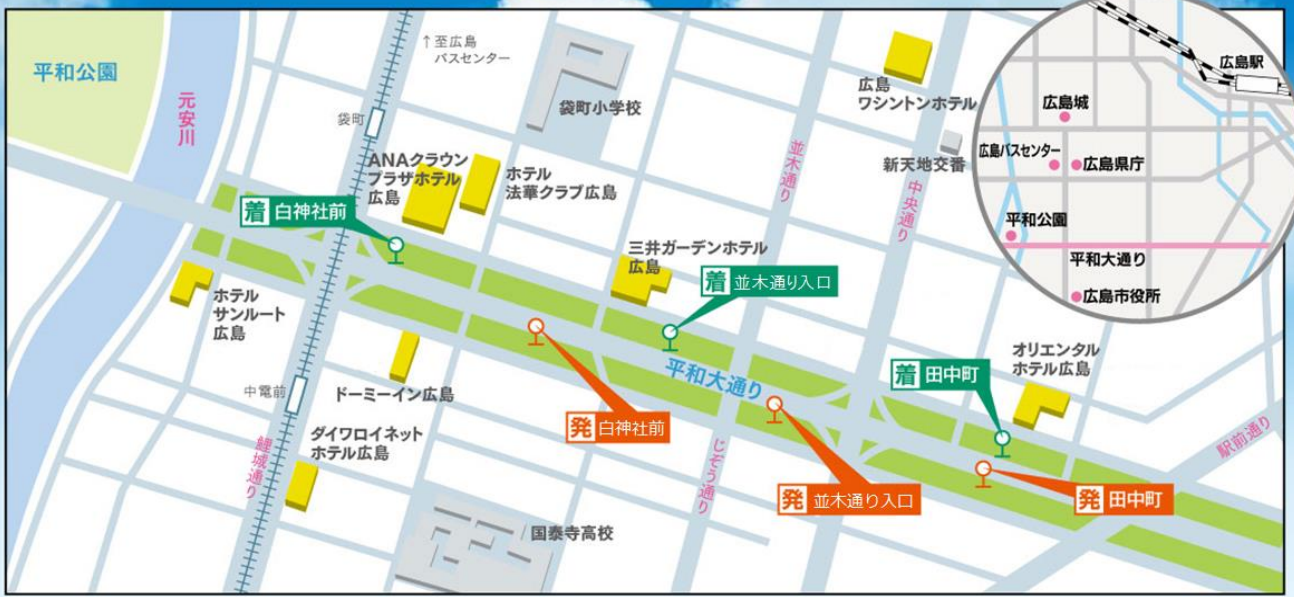 平和公園
元安川
↑至広島
バスセンター
袋町小学校
袋町
ANAクラウン
プラザホテル
広島
ホテル
法華クラブ広島
着 白神社前
広島
ワシントンホテル
新天地交番
並木通り
中央通り
三井ガーデンホテル
広島
着 並木通り入口
ホテル
サンルート
広島
中電前
ドーミーイン広島
ダイワロイネット
ホテル広島
鯉城通り
発 白神社前
平和大通り
じぞう通り
発 並木通り入口
着 田中町
オリエンタル
ホテル広島
発 田中町
駅前通り
国泰寺高校
広島駅
広島城
広島バスセンター
広島県庁
平和公園
平和大通り
広島市役所